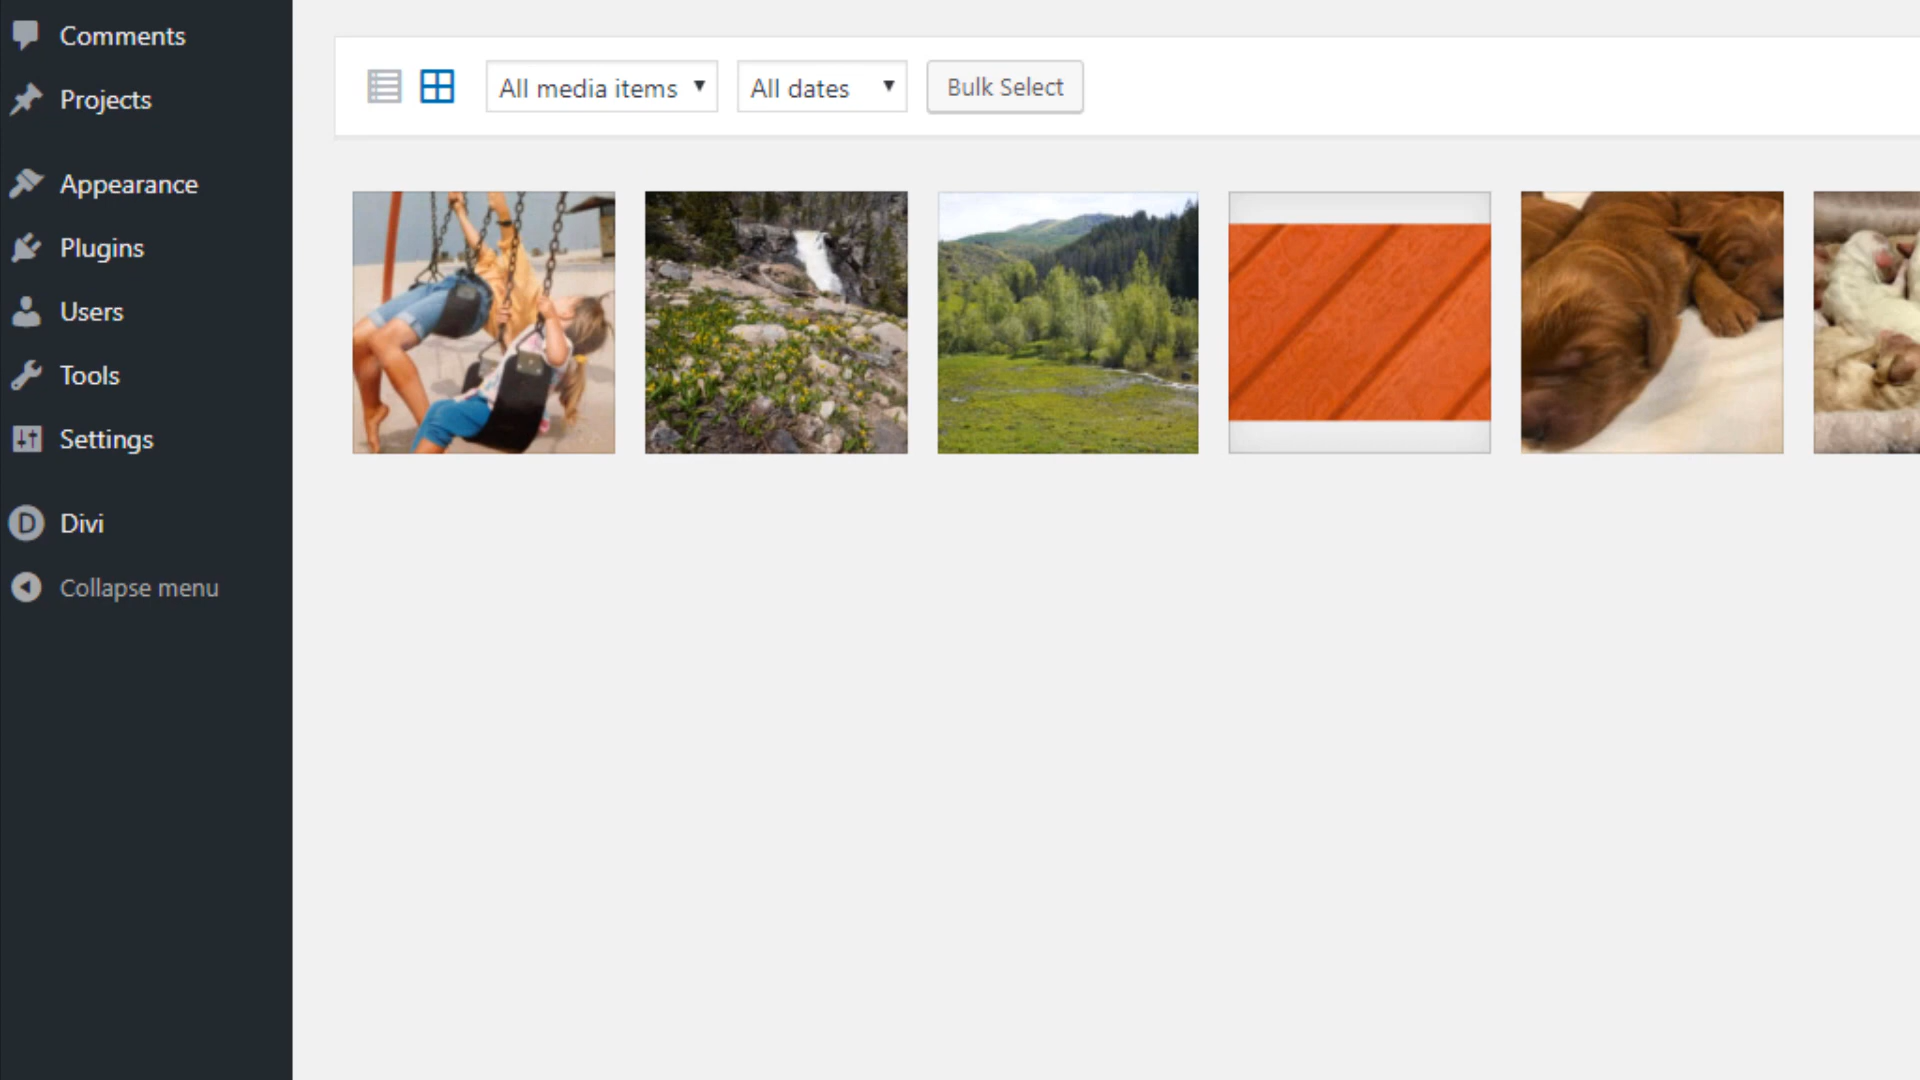 Comments
Projects
Appearance
Plugins
Users
Tools
Settings
D Divi
Collapse menu
All media items
All dates
Bulk Select